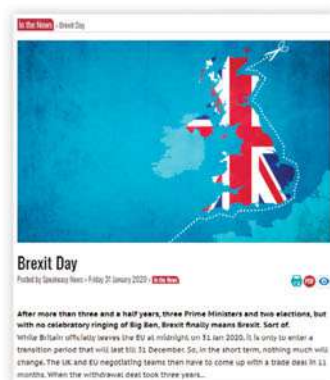 In the News › Brexit Day
Brexit Day
Posted by Speakeasy News › Friday 31 January 2020 › In the News
PDF
After more than three and a half years, three Prime Ministers and two elections, but
with no celebratory ringing of Big Ben, Brexit finally means Brexit. Sort of.
While Britain officially leaves the EU at midnight on 31 Jan 2020, it is only to enter a
transition period that will last till 31 December. So, in the short term, nothing much will
change. The UK and EU negotiating teams then have to come up with a trade deal in 11
months. When the withdrawal deal took three years...